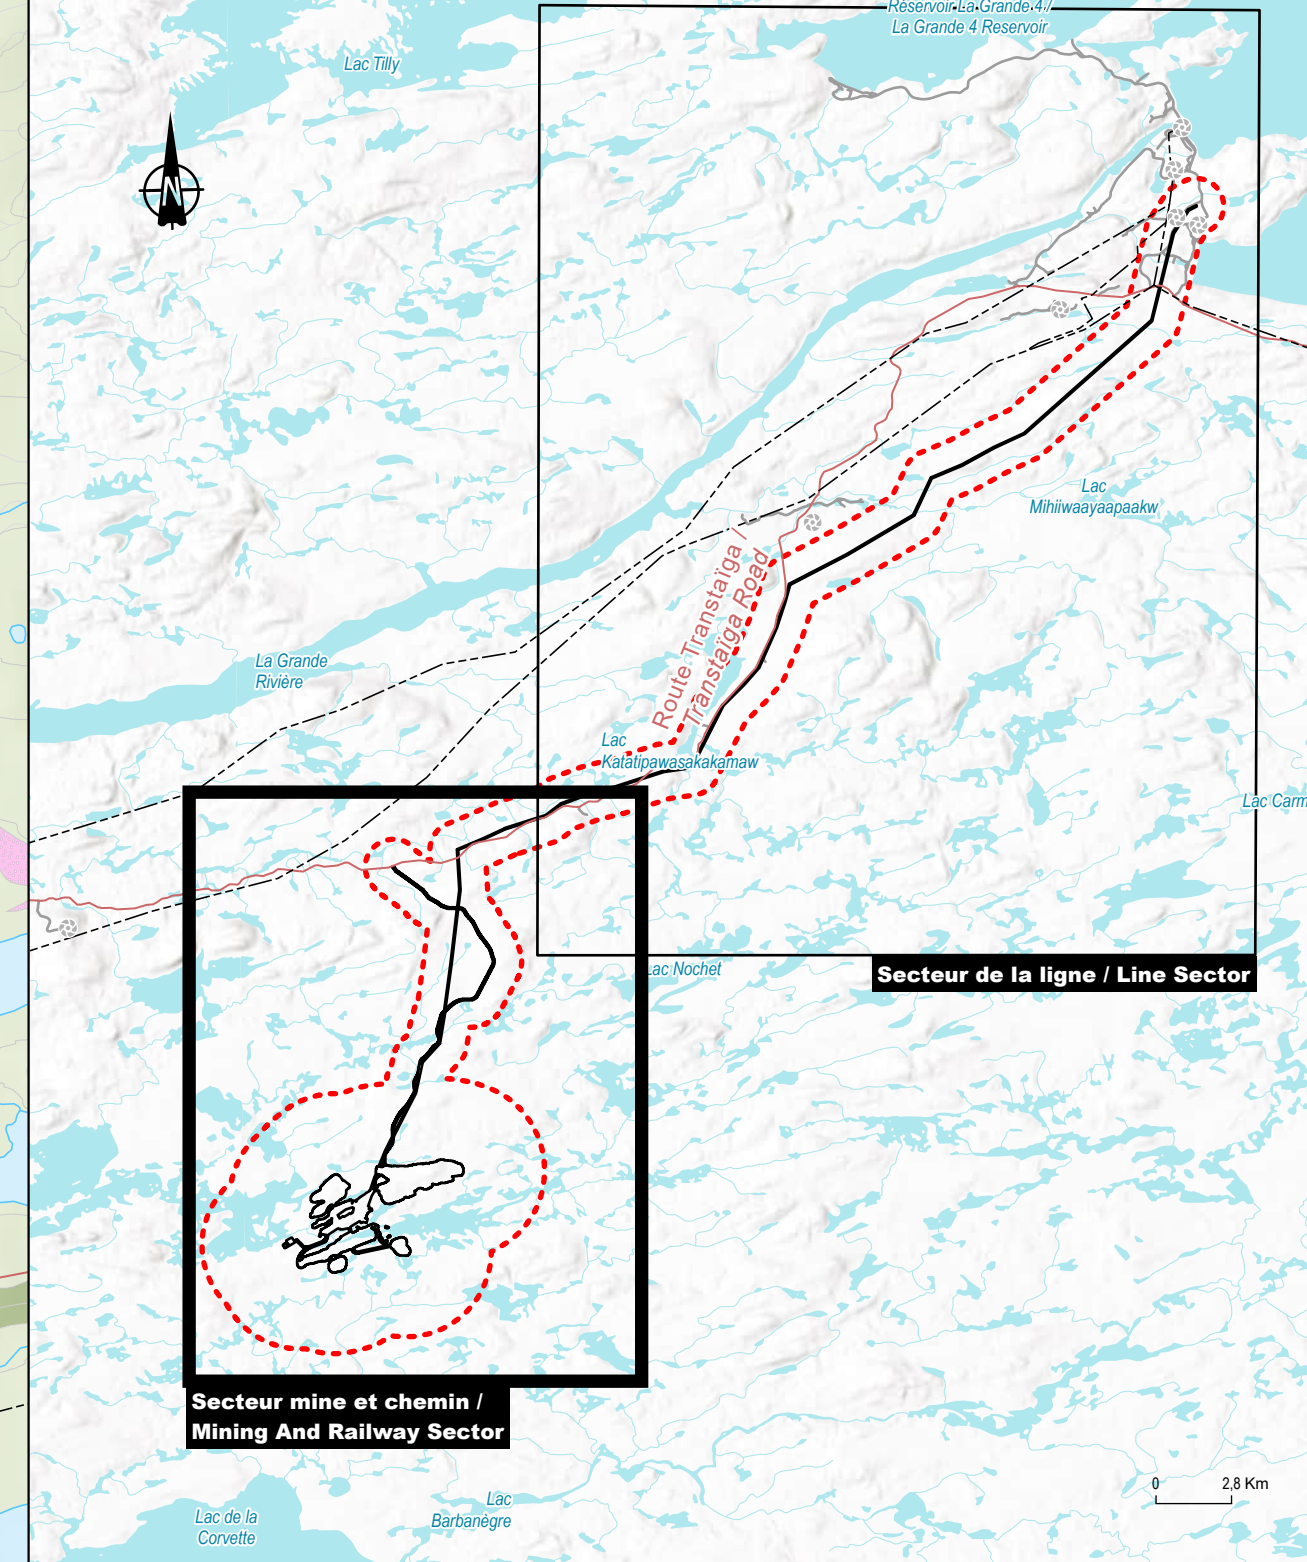 Réservoir La Grande 4 /
La Grande 4 Reservoir
Lac Tilly
N
Lac
Mihiiwaayaapaakw
Route Transtaïga /
Transtaïga Road
La Grande
Rivière
Lac
Katatipawasakakamaw
Lac Carm
Lac Nochet
Secteur de la ligne / Line Sector
Secteur mine et chemin /
Mining And Railway Sector
0 2,8 Km
Lac
Barbanègre
Lac de la
Corvette